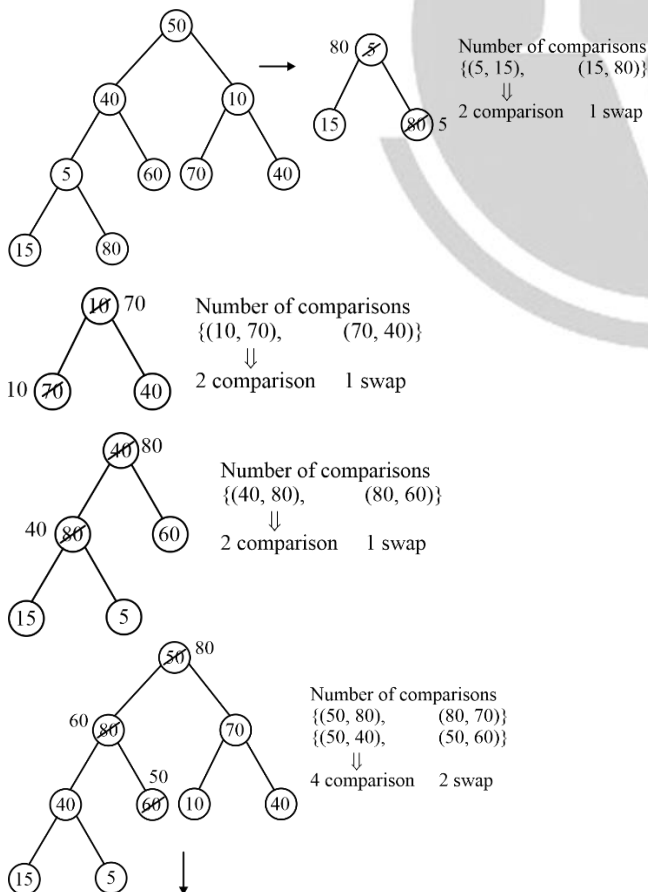 50
80 5
Number of comparisons
{(5, 15), (15, 80)}
⇓
2 comparison 1 swap
40 10
15 80 5
5 60 70 40
15 80
10 70
Number of comparisons
{(10, 70), (70, 40)}
⇓
2 comparison 1 swap
10 70 40
40 80
Number of comparisons
{(40, 80), (80, 60)}
⇓
2 comparison 1 swap
40 80 60
15 5
50 80
Number of comparisons
{(50, 80), (80, 70)}
{(50, 40), (50, 60)}
⇓
4 comparison 2 swap
60 80 70
50
40 60 10 40
15 5